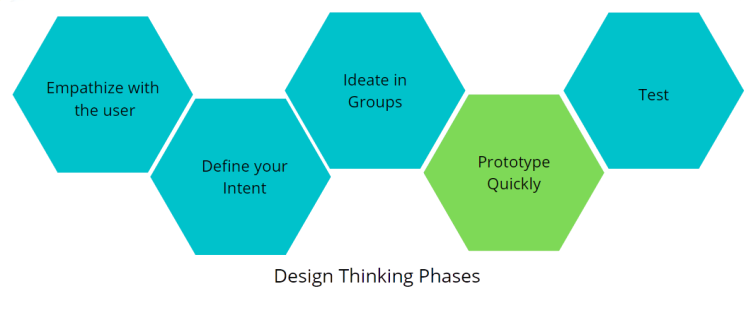 Empathize with
the user
Define your
Intent
Ideate in
Groups
Prototype
Quickly
Test
Design Thinking Phases